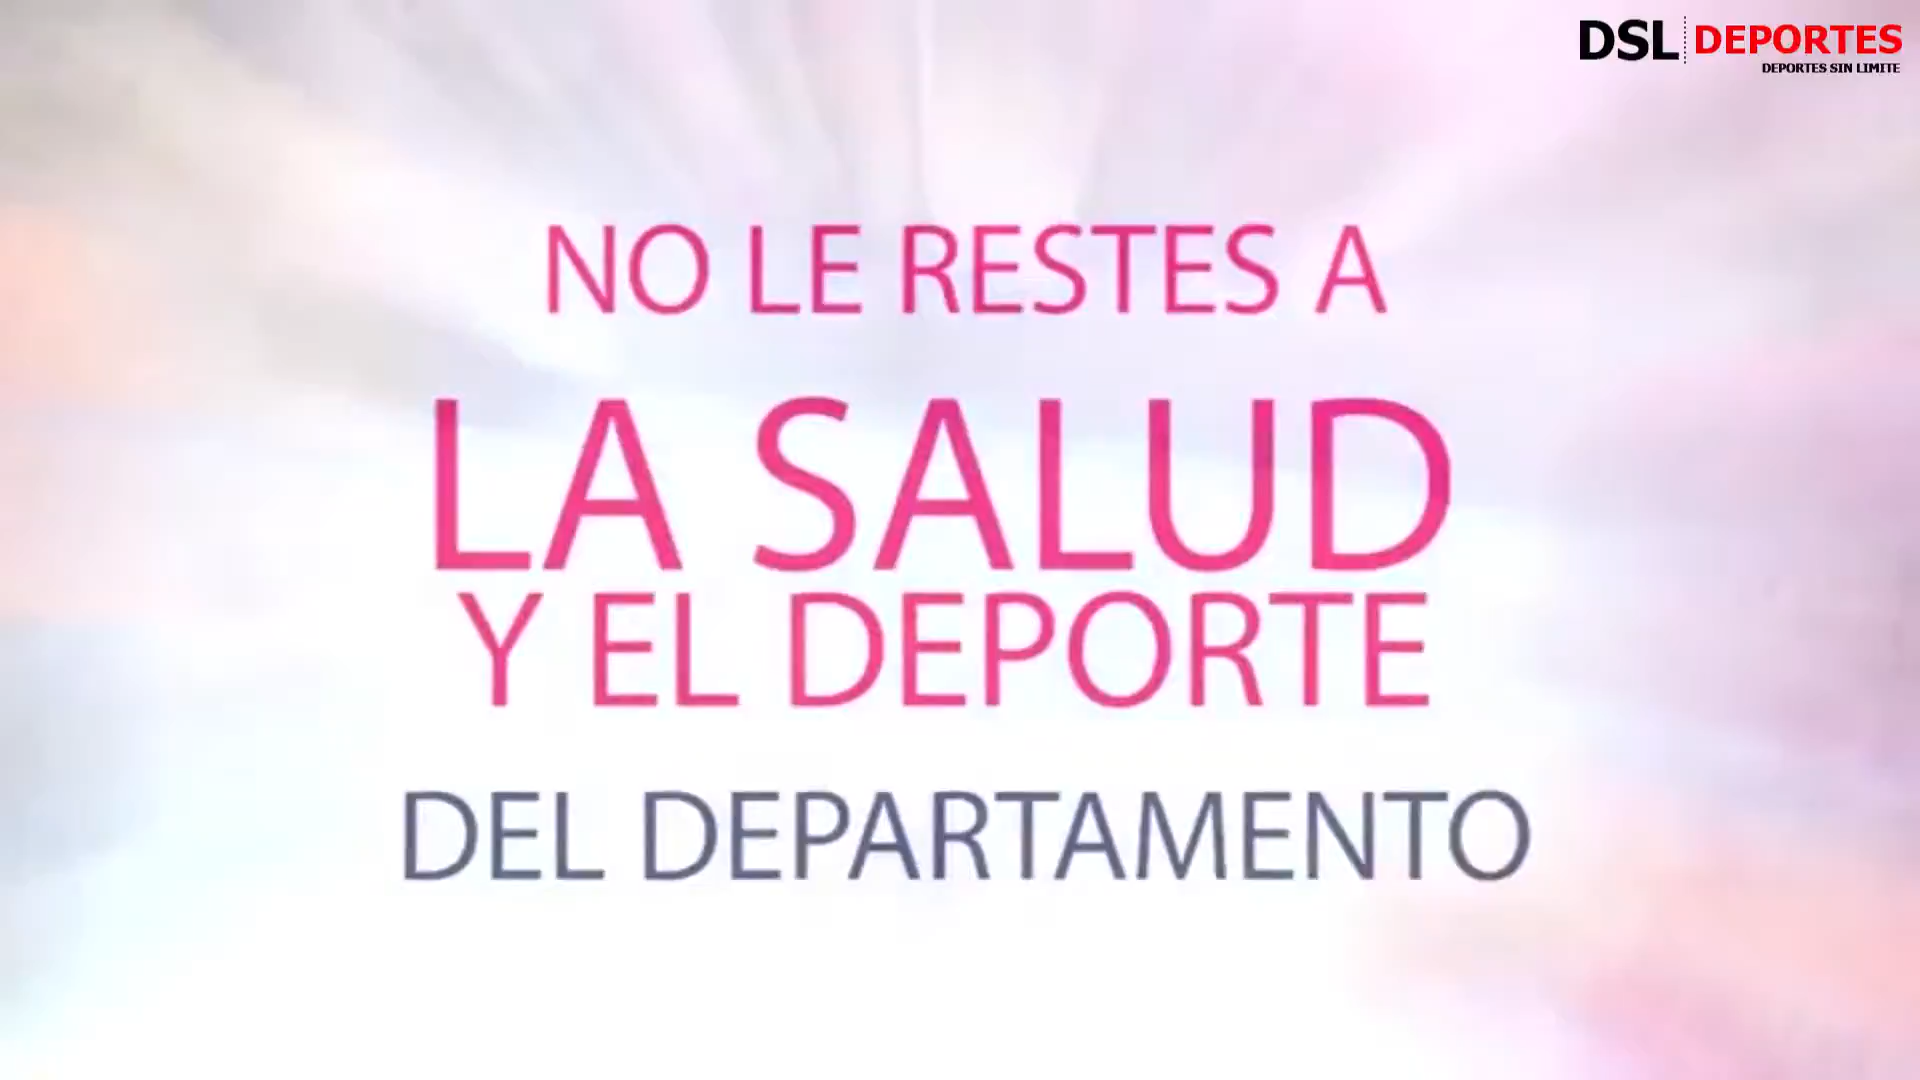 DSL DEPORTES
DEPORTES SIN LIMITE
NO LE RESTES A
LA SALUD
Y EL DEPORTE
DEL DEPARTAMENTO